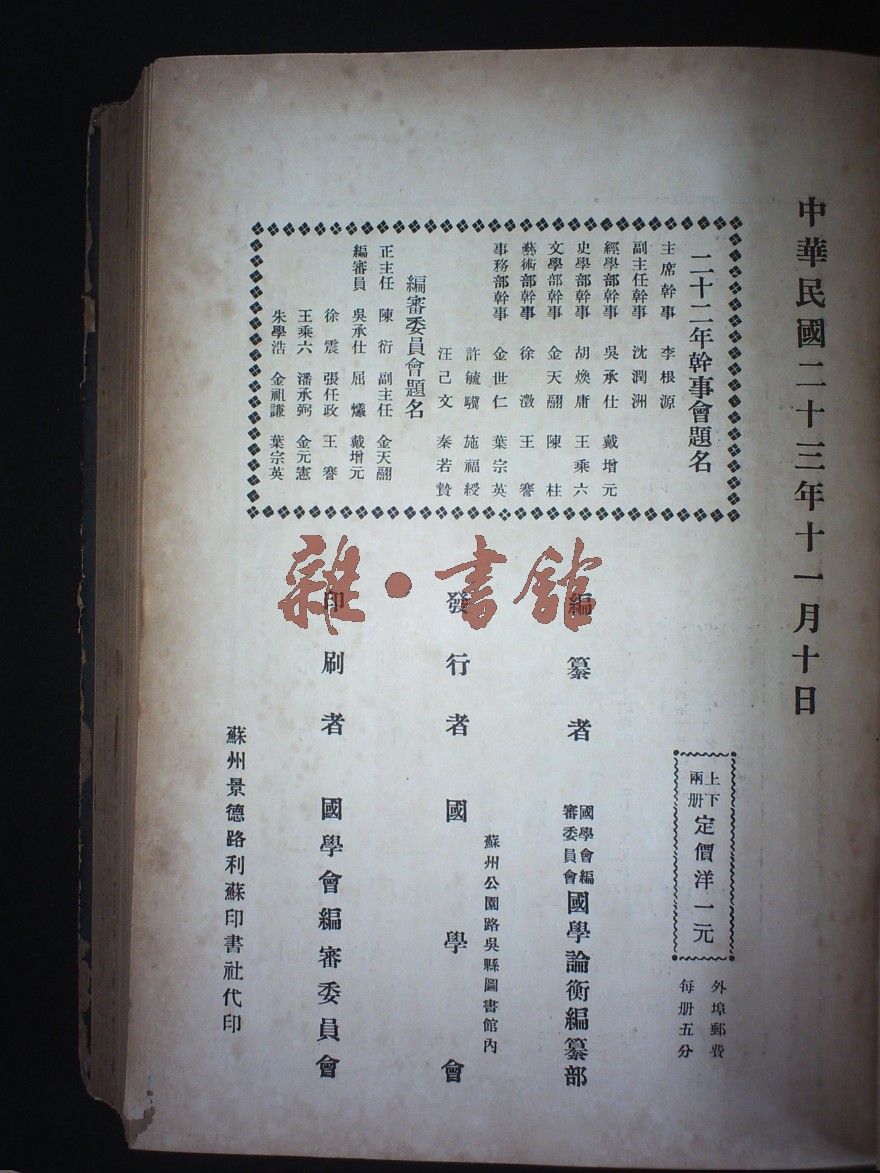 中華民國二十三年十一月十日
二十二年幹事會題名
主席幹事 李根源
副主任幹事 沈潤洲
經學部幹事 吳承仕 戴增元
史學部幹事 胡煥庸 王乘六
文學部幹事 金天翮 陳柱
藝術部幹事 徐澂 王謇
事務部幹事 金世仁 葉宗英
許毓驥 施福綬
汪己文 秦若贊
編審委員會題名
正主任 陳衍 副主任 金天翮
編審員 吳承仕 屈爔 戴增元
徐震 張任政 王謇
王乘六 潘承弼 金元憲
朱學浩 金祖謙 葉宗英
上下兩册 定價洋一元
外埠郵費
每册五分
編纂者 國學會編審委員會 國學論衡編纂部
發行者 國學會
蘇州公園路吳縣圖書館內
印刷者 國學會編審委員會
蘇州景德路利蘇印書社代印
雜·書館